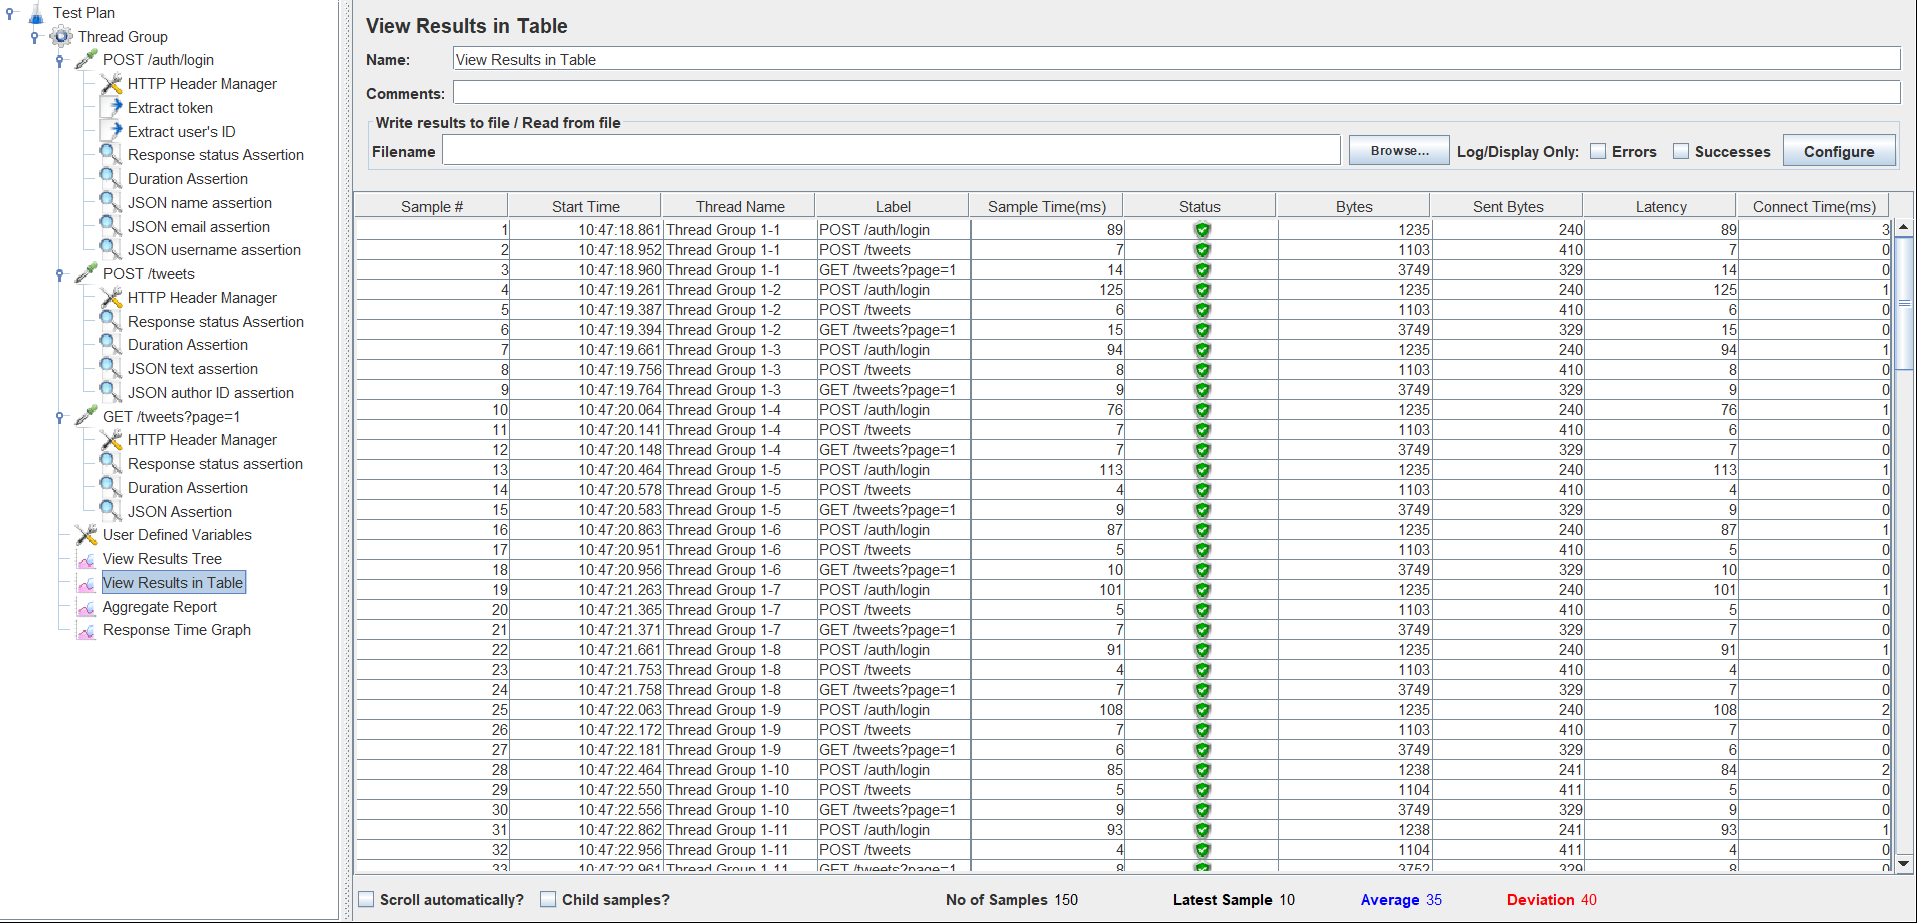 Test Plan
Thread Group
POST /auth/login
HTTP Header Manager
Extract token
Extract user's ID
Response status Assertion
Duration Assertion
JSON name assertion
JSON email assertion
JSON username assertion
POST /tweets
HTTP Header Manager
Response status Assertion
Duration Assertion
JSON text assertion
JSON author ID assertion
GET /tweets?page=1
HTTP Header Manager
Response status assertion
Duration Assertion
JSON Assertion
User Defined Variables
View Results Tree
View Results in Table
Aggregate Report
Response Time Graph
View Results in Table
Name: View Results in Table
Comments:
Write results to file / Read from file
Filename Browse... Log/Display Only: Errors Successes Configure
Sample # Start Time Thread Name Label Sample Time(ms) Status Bytes Sent Bytes Latency Connect Time(ms)
1 10:47:18.861 Thread Group 1-1 POST /auth/login 89 1235 240 89 3
2 10:47:18.952 Thread Group 1-1 POST /tweets 7 1103 410 7 0
3 10:47:18.960 Thread Group 1-1 GET /tweets?page=1 14 3749 329 14 0
4 10:47:19.261 Thread Group 1-2 POST /auth/login 125 1235 240 125 1
5 10:47:19.387 Thread Group 1-2 POST /tweets 6 1103 410 6 0
6 10:47:19.394 Thread Group 1-2 GET /tweets?page=1 15 3749 329 15 0
7 10:47:19.661 Thread Group 1-3 POST /auth/login 94 1235 240 94 1
8 10:47:19.756 Thread Group 1-3 POST /tweets 8 1103 410 8 0
9 10:47:19.764 Thread Group 1-3 GET /tweets?page=1 9 3749 329 9 0
10 10:47:20.064 Thread Group 1-4 POST /auth/login 76 1235 240 76 1
11 10:47:20.141 Thread Group 1-4 POST /tweets 7 1103 410 6 0
12 10:47:20.148 Thread Group 1-4 GET /tweets?page=1 7 3749 329 7 0
13 10:47:20.464 Thread Group 1-5 POST /auth/login 113 1235 240 113 1
14 10:47:20.578 Thread Group 1-5 POST /tweets 4 1103 410 4 0
15 10:47:20.583 Thread Group 1-5 GET /tweets?page=1 9 3749 329 9 0
16 10:47:20.863 Thread Group 1-6 POST /auth/login 87 1235 240 87 1
17 10:47:20.951 Thread Group 1-6 POST /tweets 5 1103 410 5 0
18 10:47:20.956 Thread Group 1-6 GET /tweets?page=1 10 3749 329 10 0
19 10:47:21.263 Thread Group 1-7 POST /auth/login 101 1235 240 101 1
20 10:47:21.365 Thread Group 1-7 POST /tweets 5 1103 410 5 0
21 10:47:21.371 Thread Group 1-7 GET /tweets?page=1 7 3749 329 7 0
22 10:47:21.661 Thread Group 1-8 POST /auth/login 91 1235 240 91 1
23 10:47:21.753 Thread Group 1-8 POST /tweets 4 1103 410 4 0
24 10:47:21.758 Thread Group 1-8 GET /tweets?page=1 7 3749 329 7 0
25 10:47:22.063 Thread Group 1-9 POST /auth/login 108 1235 240 108 2
26 10:47:22.172 Thread Group 1-9 POST /tweets 7 1103 410 7 0
27 10:47:22.181 Thread Group 1-9 GET /tweets?page=1 6 3749 329 6 0
28 10:47:22.464 Thread Group 1-10 POST /auth/login 85 1238 241 84 2
29 10:47:22.550 Thread Group 1-10 POST /tweets 5 1104 411 5 0
30 10:47:22.556 Thread Group 1-10 GET /tweets?page=1 9 3749 329 9 0
31 10:47:22.862 Thread Group 1-11 POST /auth/login 93 1238 241 93 1
32 10:47:22.956 Thread Group 1-11 POST /tweets 4 1104 411 4 0
33 10:47:22.961 Thread Group 1-11 GET /tweets?page=1 8 3752 329 8 0
Scroll automatically? Child samples? No of Samples 150 Latest Sample 10 Average 35 Deviation 40